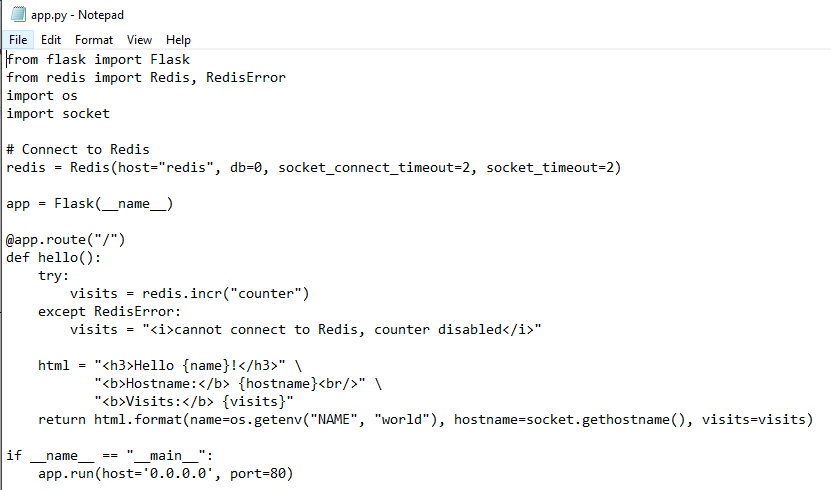 app.py - Notepad
File Edit Format View Help
from flask import Flask
from redis import Redis, RedisError
import os
import socket

# Connect to Redis
redis = Redis(host="redis", db=0, socket_connect_timeout=2, socket_timeout=2)

app = Flask(__name__)

@app.route("/")
def hello():
    try:
        visits = redis.incr("counter")
    except RedisError:
        visits = "<i>cannot connect to Redis, counter disabled</i>"

    html = "<h3>Hello {name}!</h3>" \
           "<b>Hostname:</b> {hostname}<br/>" \
           "<b>Visits:</b> {visits}"
    return html.format(name=os.getenv("NAME", "world"), hostname=socket.gethostname(), visits=visits)

if __name__ == "__main__":
    app.run(host='0.0.0.0', port=80)